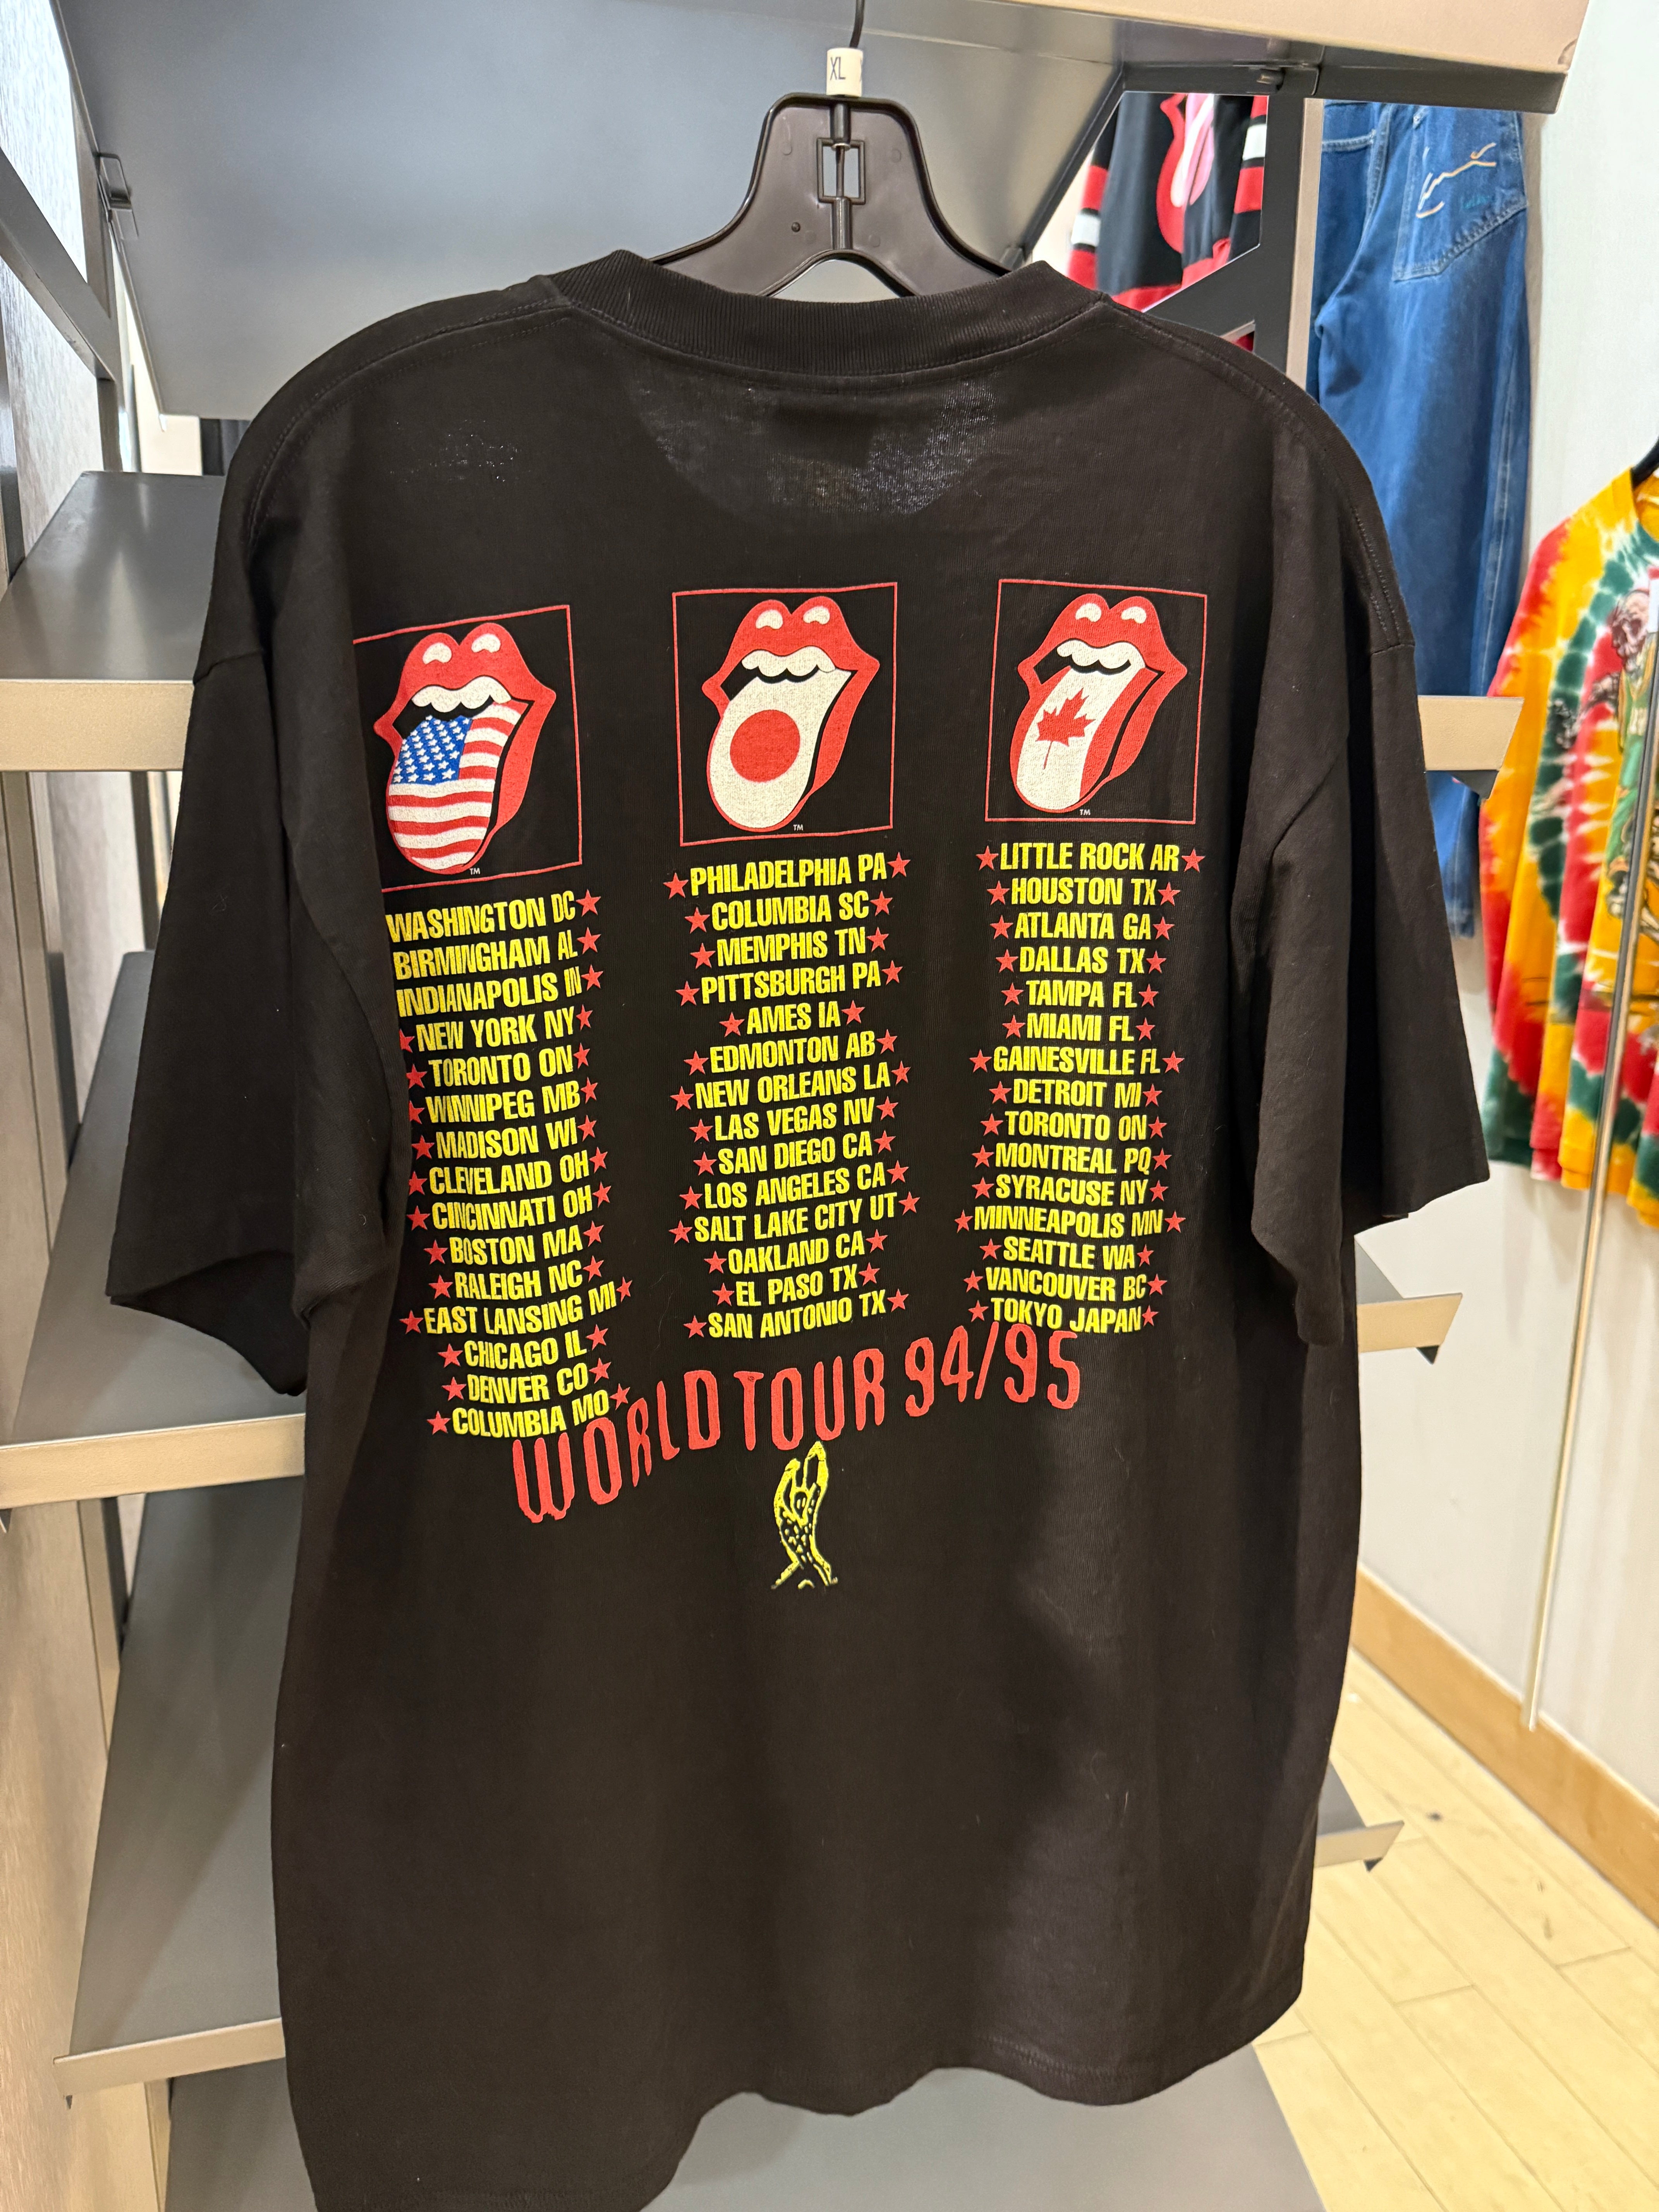 XL
TM
WASHINGTON DC
BIRMINGHAM AL
INDIANAPOLIS IN
NEW YORK NY
TORONTO ON
WINNIPEG MB
MADISON WI
CLEVELAND OH
CINCINNATI OH
BOSTON MA
RALEIGH NC
EAST LANSING MI
CHICAGO IL
DENVER CO
COLUMBIA MO
TM
PHILADELPHIA PA
COLUMBIA SC
MEMPHIS TN
PITTSBURGH PA
AMES IA
EDMONTON AB
NEW ORLEANS LA
LAS VEGAS NV
SAN DIEGO CA
LOS ANGELES CA
SALT LAKE CITY UT
OAKLAND CA
EL PASO TX
SAN ANTONIO TX
TM
LITTLE ROCK AR
HOUSTON TX
ATLANTA GA
DALLAS TX
TAMPA FL
MIAMI FL
GAINESVILLE FL
DETROIT MI
TORONTO ON
MONTREAL PQ
SYRACUSE NY
MINNEAPOLIS MN
SEATTLE WA
VANCOUVER BC
TOKYO JAPAN
WORLD TOUR 94/95